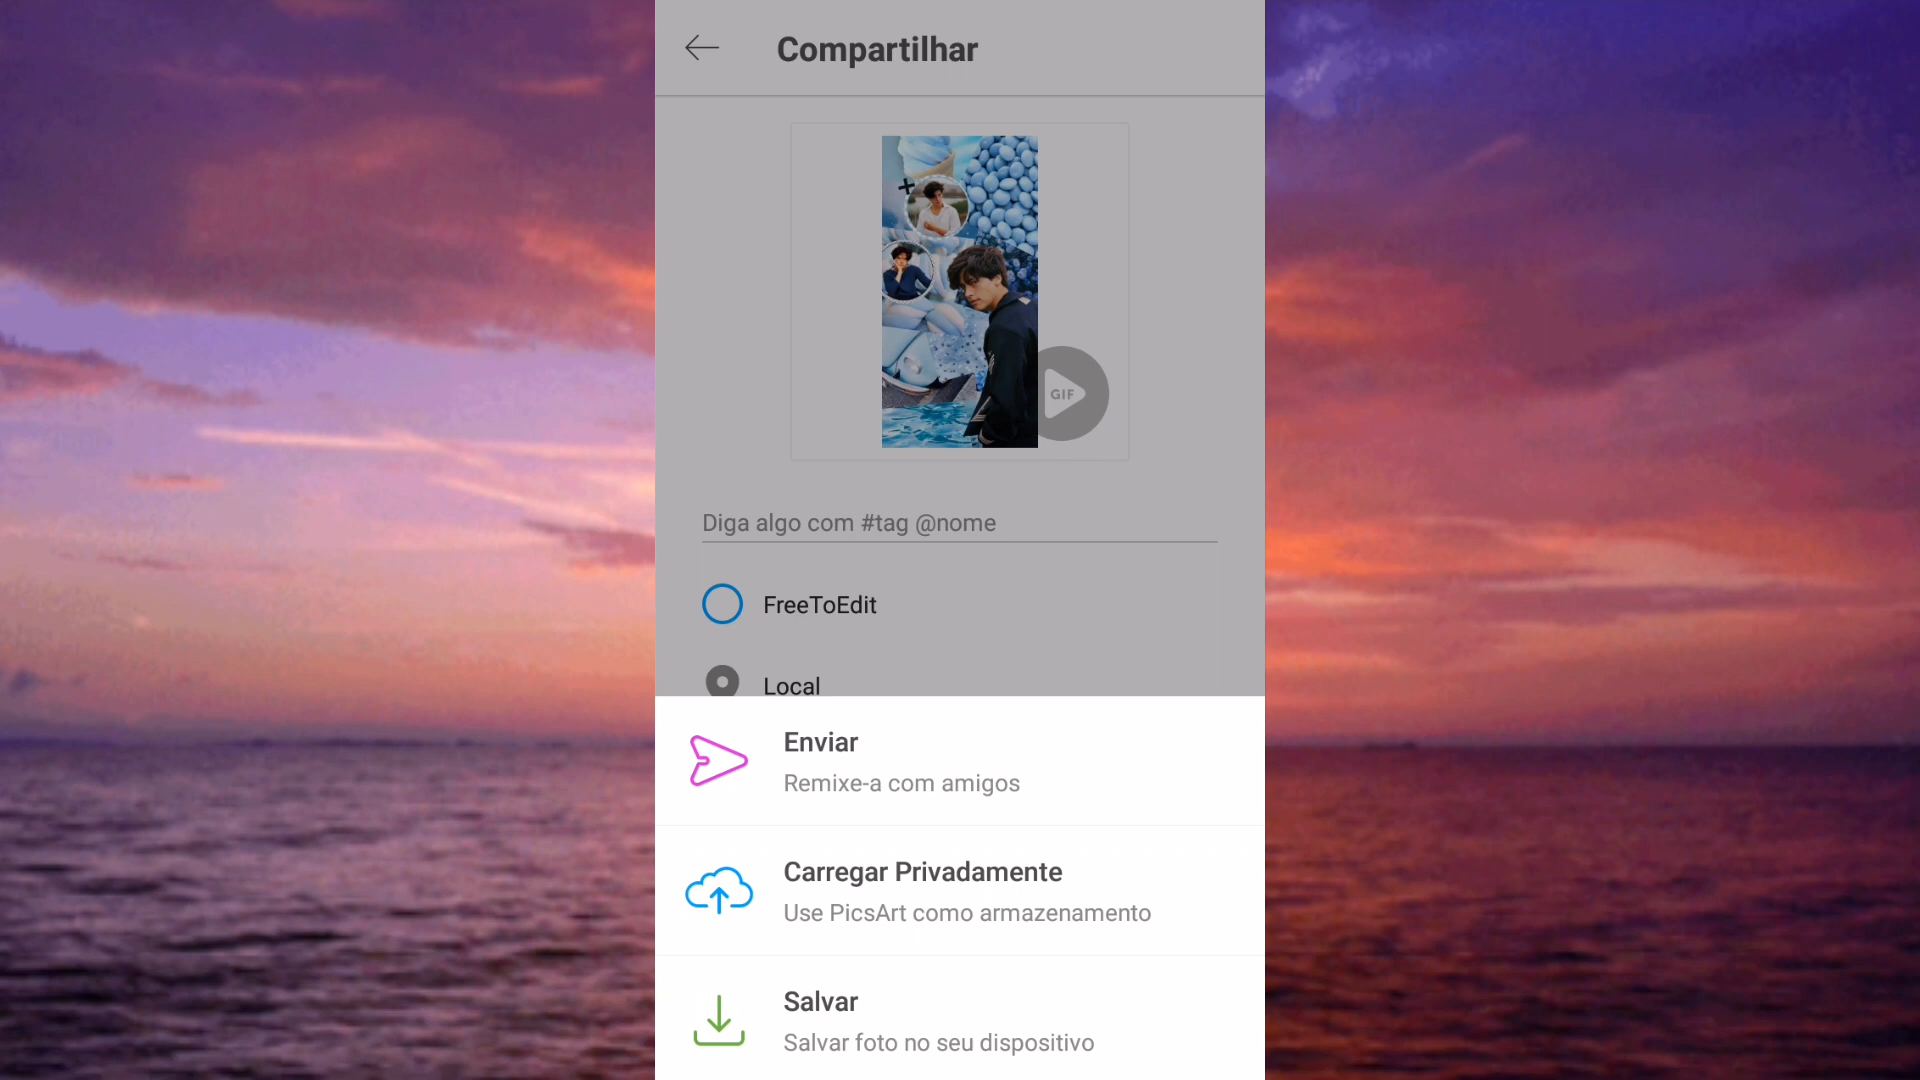 Compartilhar
GIF
Diga algo com #tag @nome
FreeToEdit
Local
Enviar
Remixe-a com amigos
Carregar Privadamente
Use PicsArt como armazenamento
Salvar
Salvar foto no seu dispositivo